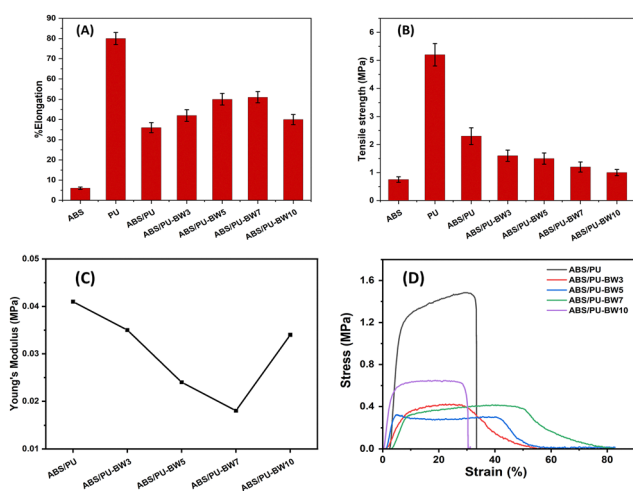 (A)
%Elongation
90
80
70
60
50
40
30
20
10
0
ABS
PU
ABS/PU
ABS/PU-BW3
ABS/PU-BW5
ABS/PU-BW7
ABS/PU-BW10
(B)
Tensile strength (MPa)
6
5
4
3
2
1
0
ABS
PU
ABS/PU
ABS/PU-BW3
ABS/PU-BW5
ABS/PU-BW7
ABS/PU-BW10
(C)
Young's Modulus (MPa)
0.05
0.04
0.03
0.02
0.01
ABS/PU
ABS/PU-BW3
ABS/PU-BW5
ABS/PU-BW7
ABS/PU-BW10
(D)
ABS/PU
ABS/PU-BW3
ABS/PU-BW5
ABS/PU-BW7
ABS/PU-BW10
Stress (MPa)
1.6
1.2
0.8
0.4
0.0
0 20 40 60 80
Strain (%)